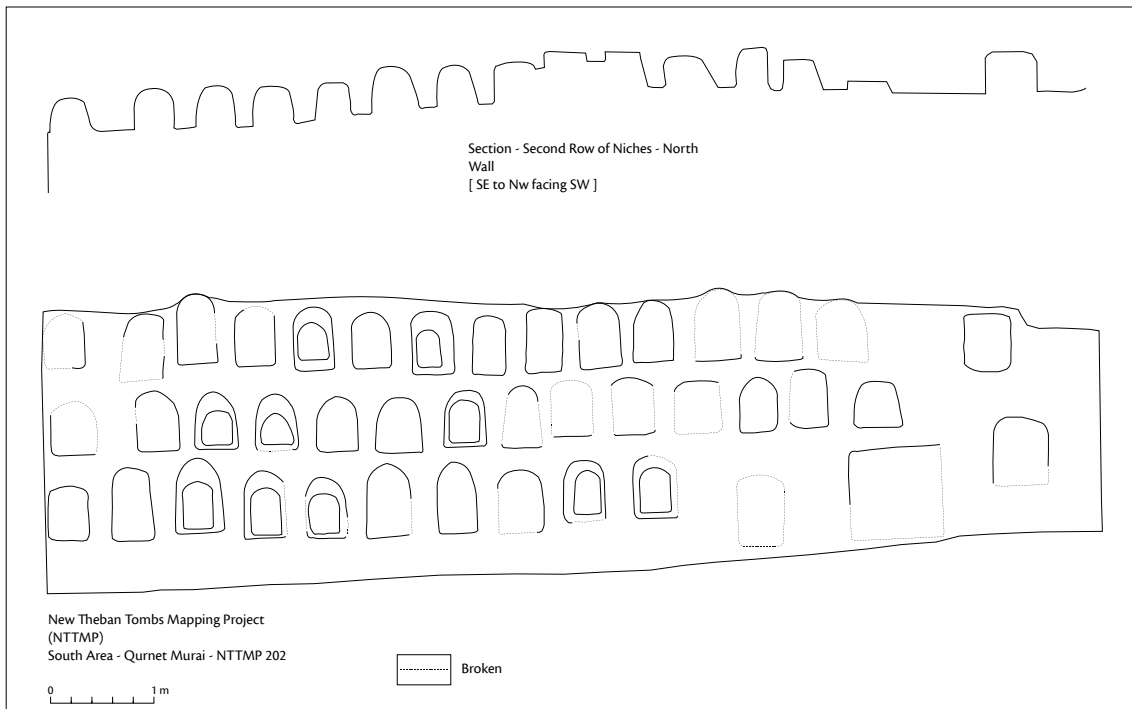 Section - Second Row of Niches - North
Wall
[ SE to Nw facing SW ]
New Theban Tombs Mapping Project
(NTTMP)
South Area - Qurnet Murai - NTTMP 202
Broken
0 1 m